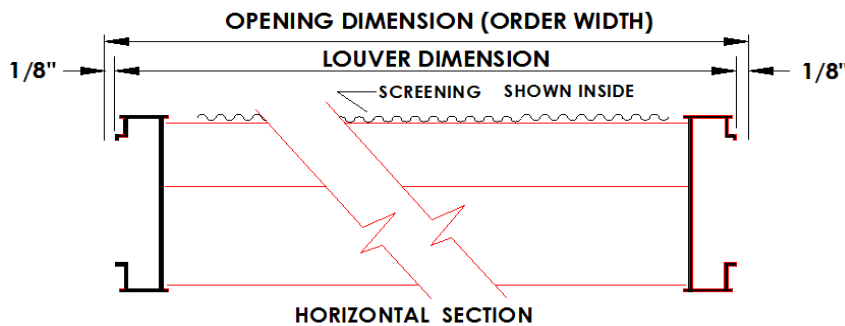 OPENING DIMENSION (ORDER WIDTH)
1/8" LOUVER DIMENSION 1/8"
SCREENING SHOWN INSIDE
HORIZONTAL SECTION